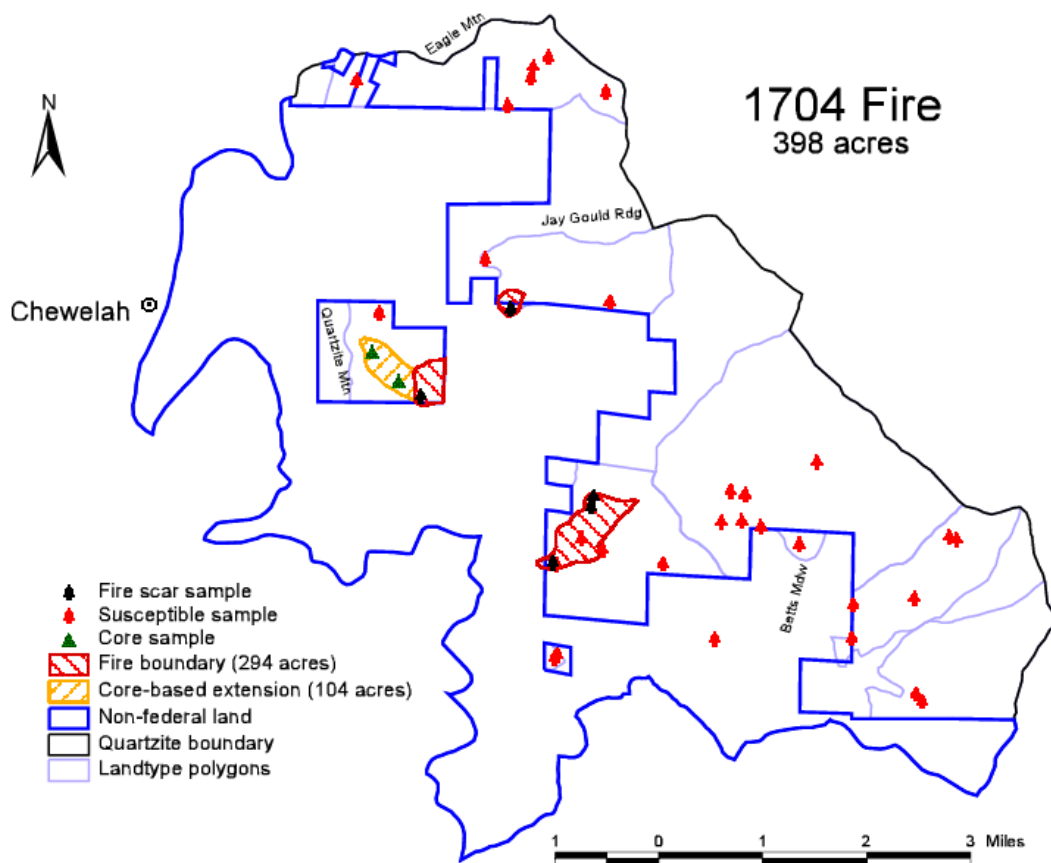 Eagle Mtn
N
1704 Fire
398 acres
Jay Gould Rdg
Chewelah
Quartzite Mtn
Betts Mdw
Fire scar sample
Susceptible sample
Core sample
Fire boundary (294 acres)
Core-based extension (104 acres)
Non-federal land
Quartzite boundary
Landtype polygons
1 0 1 2 3 Miles